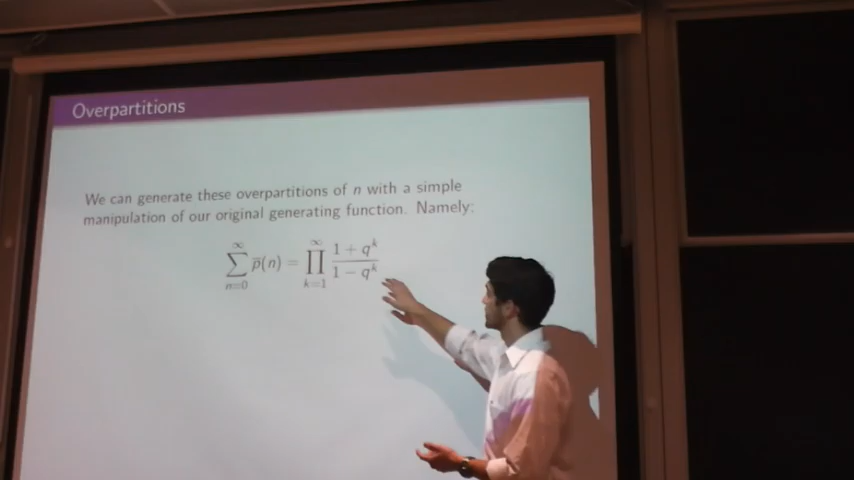 Overpartitions
We can generate these overpartitions of n with a simple
manipulation of our original generating function. Namely:
∑_{n=0}^{∞} p̅(n) = ∏_{k=1}^{∞} (1 + q^k)/(1 − q^k)